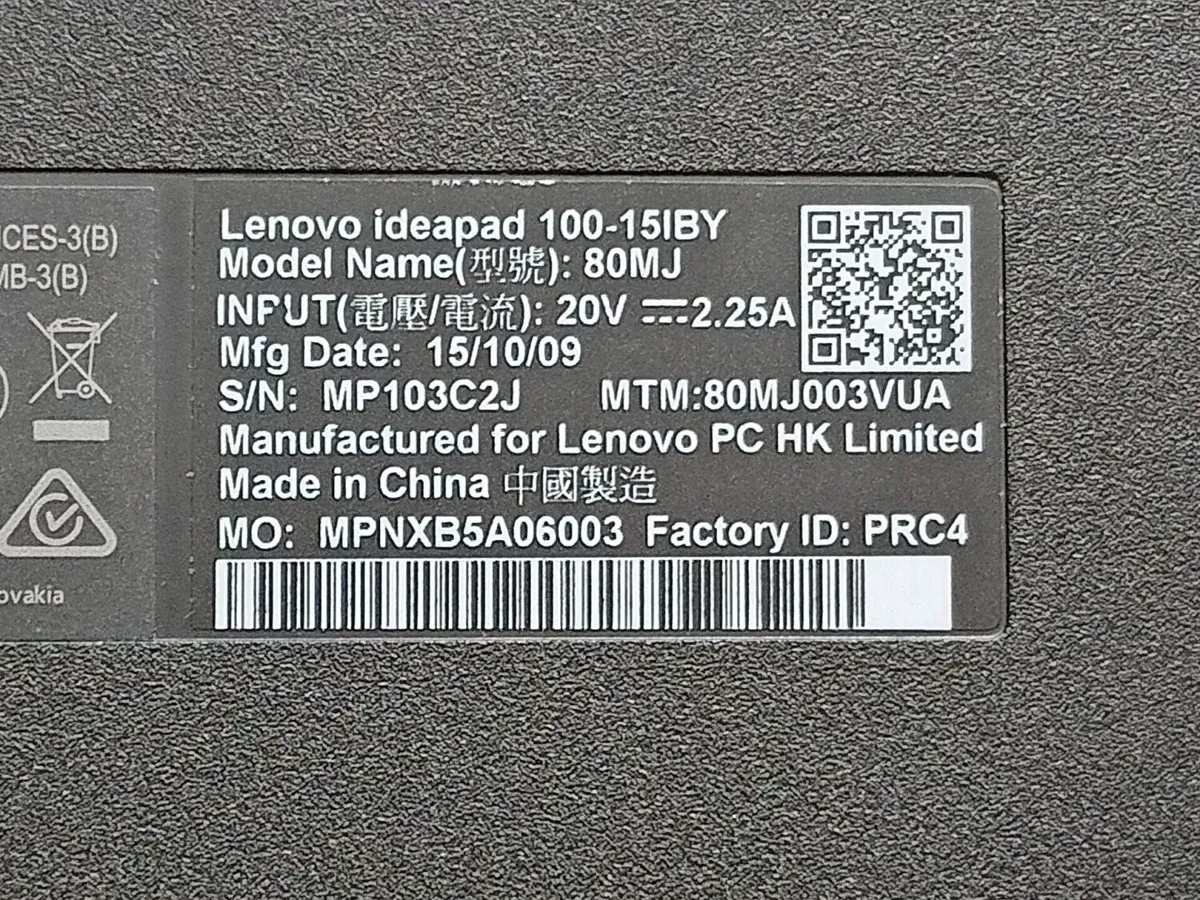 ICES-3(B)
MB-3(B)
ovakia
Lenovo ideapad 100-15IBY
Model Name(型號): 80MJ
INPUT(電壓/電流): 20V ⎓2.25A
Mfg Date: 15/10/09
S/N: MP103C2J MTM:80MJ003VUA
Manufactured for Lenovo PC HK Limited
Made in China 中國製造
MO: MPNXB5A06003 Factory ID: PRC4